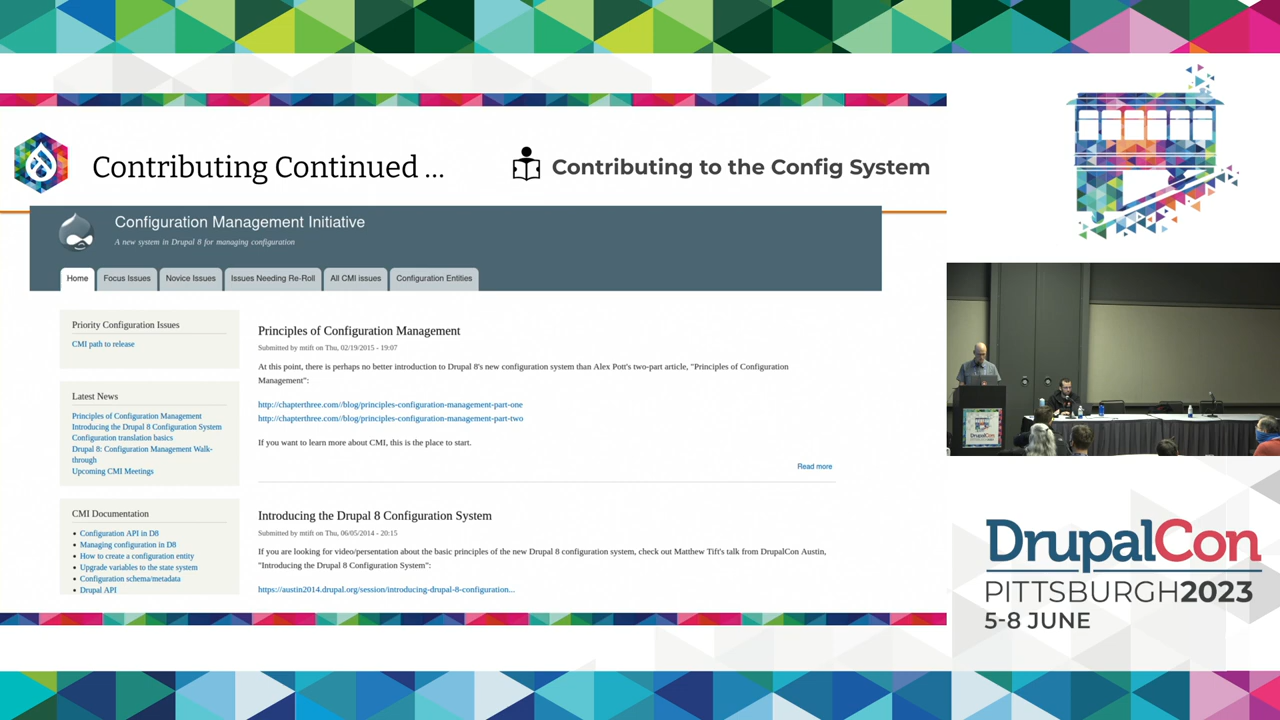 Contributing Continued ...
Contributing to the Config System
Configuration Management Initiative
A new system in Drupal 8 for managing configuration
Home
Focus Issues
Novice Issues
Issues Needing Re-Roll
All CMI issues
Configuration Entities
Priority Configuration Issues
CMI path to release
Latest News
Principles of Configuration Management
Introducing the Drupal 8 Configuration System
Configuration translation basics
Drupal 8: Configuration Management Walk-
through
Upcoming CMI Meetings
CMI Documentation
Configuration API in D8
Managing configuration in D8
How to create a configuration entity
Upgrade variables to the state system
Configuration schema/metadata
Drupal API
Principles of Configuration Management
Submitted by mtift on Thu, 02/19/2015 - 19:07
At this point, there is perhaps no better introduction to Drupal 8's new configuration system than Alex Pott's two-part article, "Principles of Configuration
Management":
http://chapterthree.com//blog/principles-configuration-management-part-one
http://chapterthree.com//blog/principles-configuration-management-part-two
If you want to learn more about CMI, this is the place to start.
Read more
Introducing the Drupal 8 Configuration System
Submitted by mtift on Thu, 06/05/2014 - 20:15
If you are looking for video/persentation about the basic principles of the new Drupal 8 configuration system, check out Matthew Tift's talk from DrupalCon Austin,
"Introducing the Drupal 8 Configuration System":
https://austin2014.drupal.org/session/introducing-drupal-8-configuration...
DrupalCon
DrupalCon
PITTSBURGH2023
5-8 JUNE